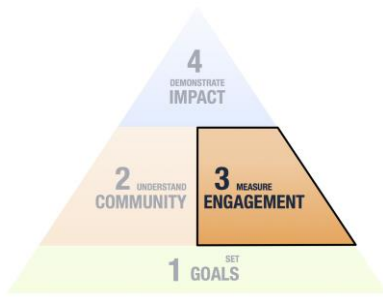 4
DEMONSTRATE
IMPACT
2 UNDERSTAND
COMMUNITY
3 MEASURE
ENGAGEMENT
1 SET
GOALS